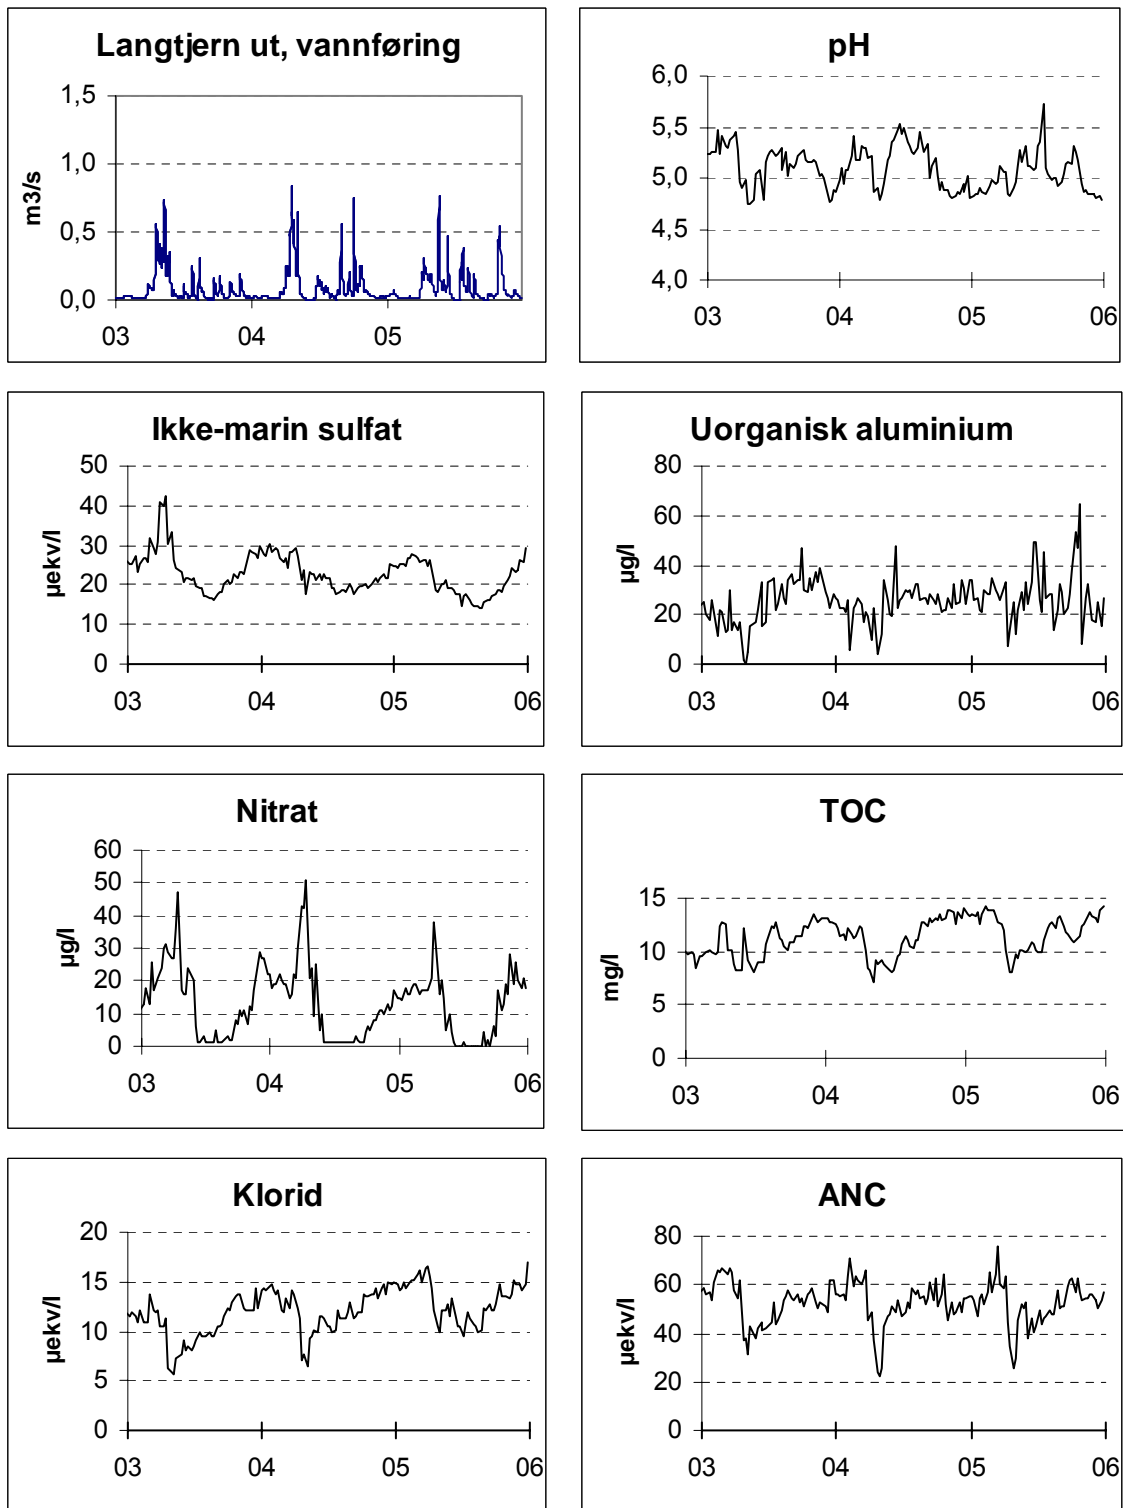 Langtjern ut, vannføring
m3/s
1,5
1,0
0,5
0,0
03 04 05
pH
6,0
5,5
5,0
4,5
4,0
03 04 05 06
Ikke-marin sulfat
µekv/l
50
40
30
20
10
0
03 04 05 06
Uorganisk aluminium
µg/l
80
60
40
20
0
03 04 05 06
Nitrat
µg/l
60
50
40
30
20
10
0
03 04 05 06
TOC
mg/l
15
10
5
0
03 04 05 06
Klorid
µekv/l
20
15
10
5
0
03 04 05 06
ANC
µekv/l
80
60
40
20
0
03 04 05 06